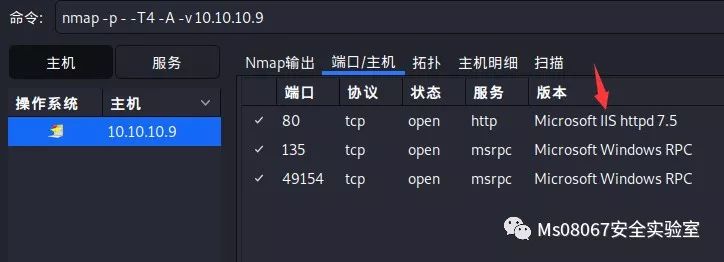 命令: nmap -p - -T4 -A -v 10.10.10.9
主机 服务 Nmap输出 端口/主机 拓扑 主机明细 扫描
操作系统 主机 端口 协议 状态 服务 版本
10.10.10.9 80 tcp open http Microsoft IIS httpd 7.5
135 tcp open msrpc Microsoft Windows RPC
49154 tcp open msrpc Microsoft Windows RPC
Ms08067安全实验室